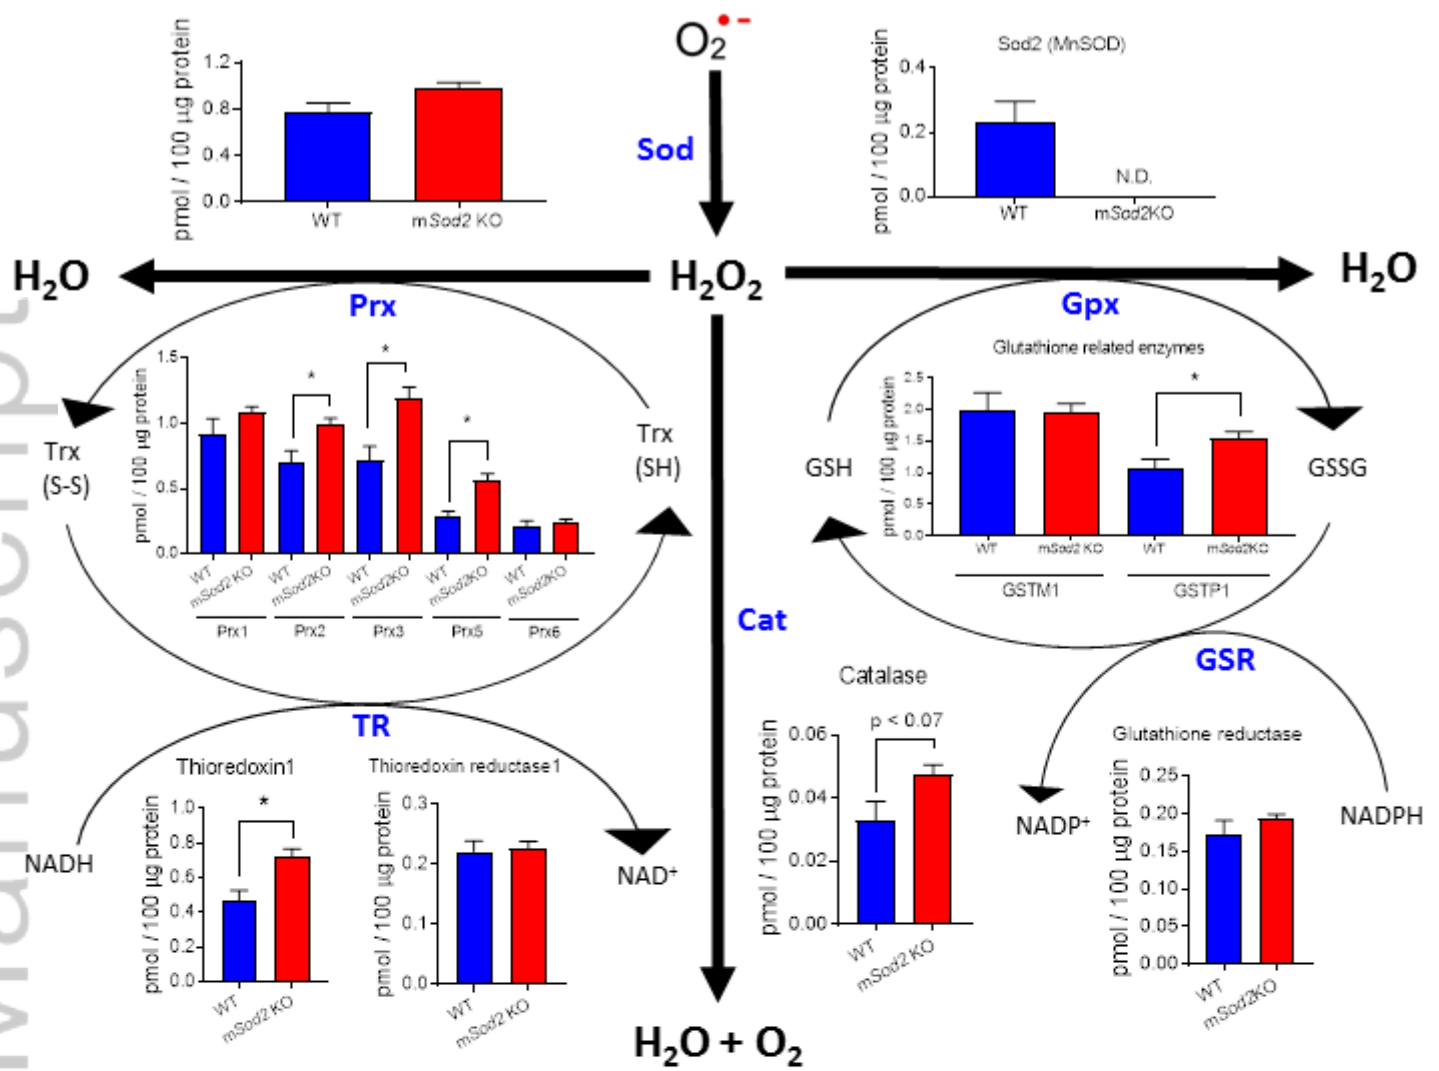 O2•-
Sod
pmol / 100 µg protein
1.2
0.8
0.4
0.0
WT
mSod2 KO
Sod2 (MnSOD)
pmol / 100 µg protein
0.4
0.2
0.0
N.D.
WT
mSod2KO
H2O
H2O2
H2O
Prx
Gpx
pmol / 100 µg protein
1.5
1.0
0.5
0.0
*
*
*
WT
mSod2 KO
WT
mSod2KO
WT
mSod2KO
WT
mSod2KO
WT
mSod2KO
Prx1
Prx2
Prx3
Prx5
Prx6
Trx
(S-S)
Trx
(SH)
Glutathione related enzymes
pmol / 100 µg protein
2.5
2.0
1.5
1.0
0.5
0.0
*
WT
mSod2 KO
WT
mSod2KO
GSTM1
GSTP1
GSH
GSSG
Cat
TR
GSR
Thioredoxin1
pmol / 100 µg protein
1.0
0.8
0.6
0.4
0.2
0.0
*
WT
mSod2 KO
Thioredoxin reductase1
pmol / 100 µg protein
0.3
0.2
0.1
0.0
WT
mSod2 KO
NADH
NAD+
Catalase
p < 0.07
pmol / 100 µg protein
0.06
0.04
0.02
0.00
WT
mSod2 KO
Glutathione reductase
pmol / 100 µg protein
0.25
0.20
0.15
0.10
0.05
0.00
WT
mSod2KO
NADP+
NADPH
H2O + O2
Manuscript